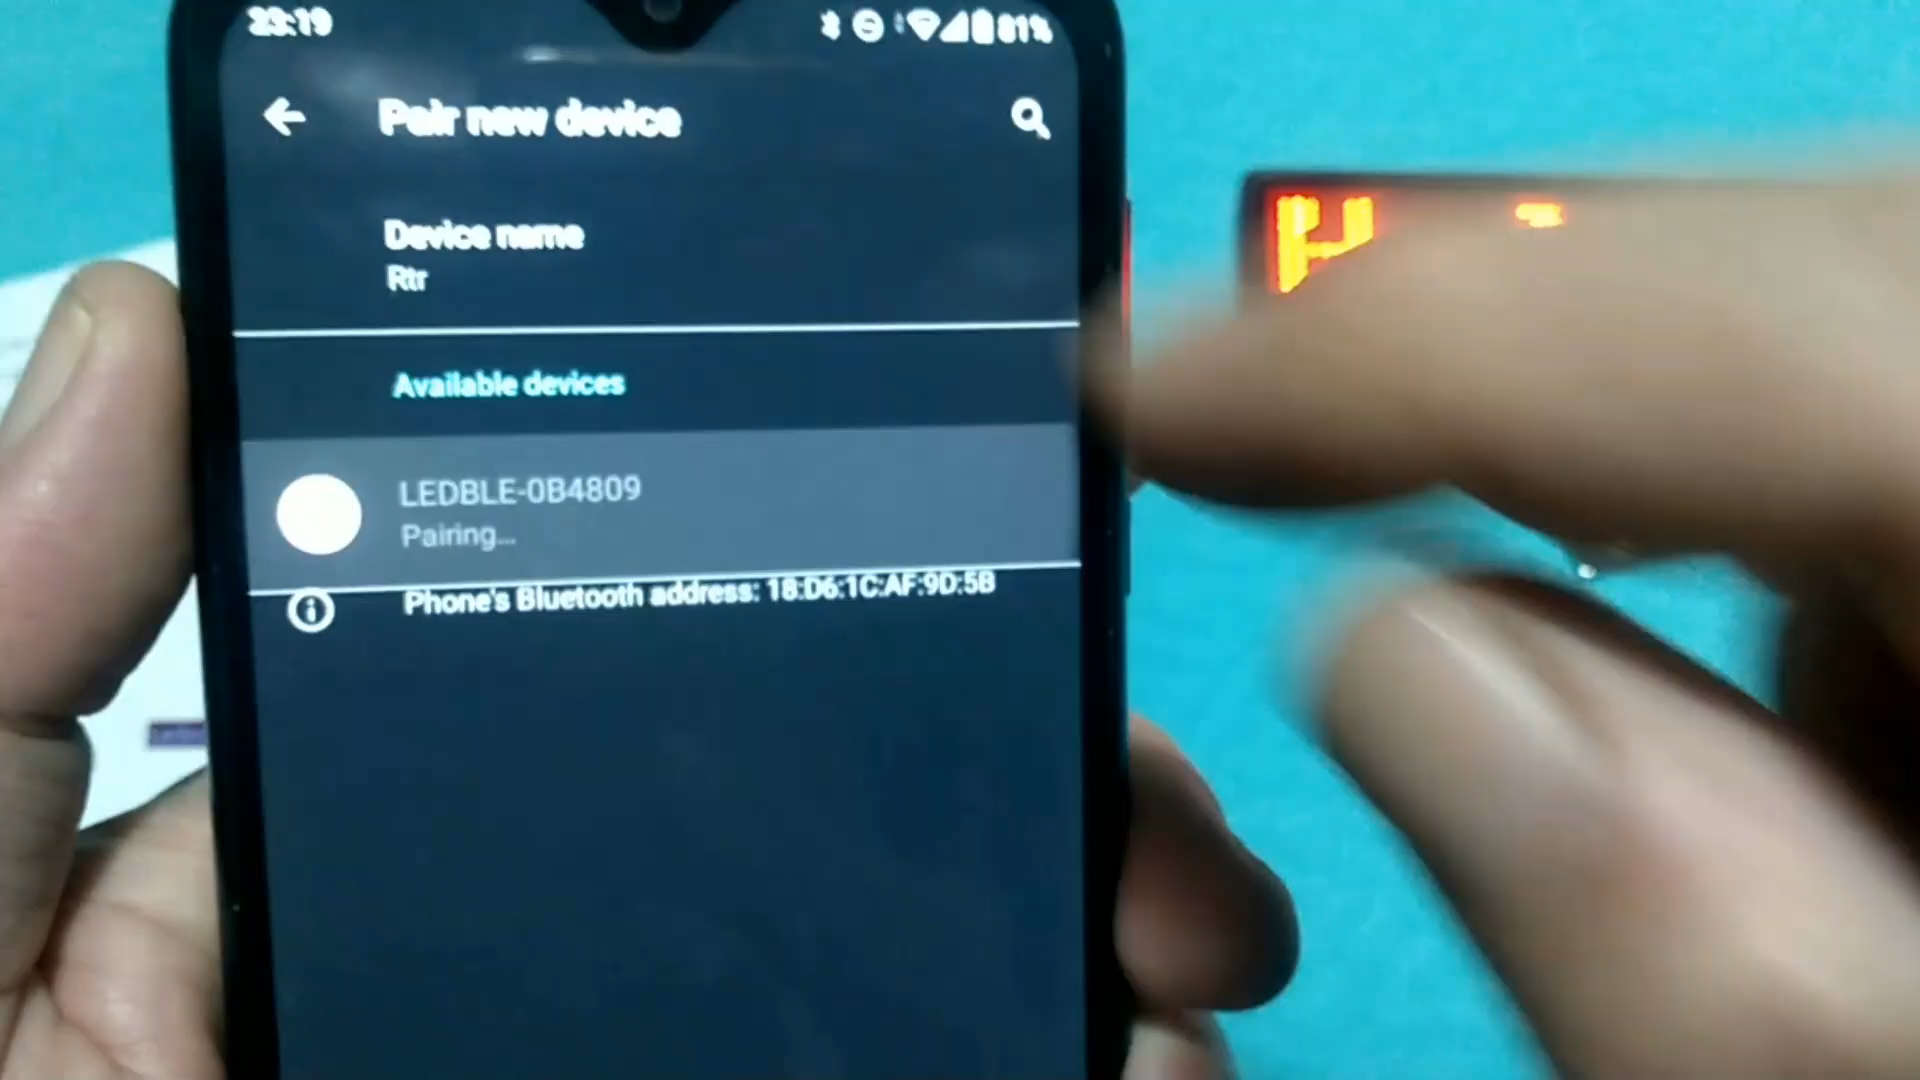 23:19
81%
Pair new device
Device name
Rtr
Available devices
LEDBLE-0B4809
Pairing...
Phone's Bluetooth address: 18:D6:1C:AF:9D:5B